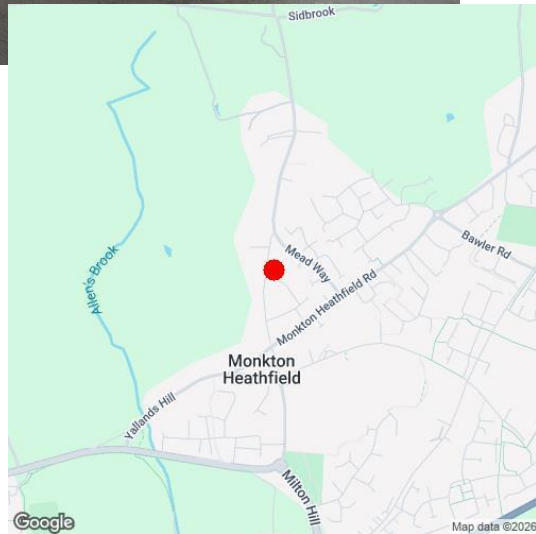 Sidbrook
Allen's Brook
Mead Way
Bawler Rd
Monkton Heathfield Rd
Monkton
Heathfield
Yallands Hill
Milton Hill
Google
Map data ©2026